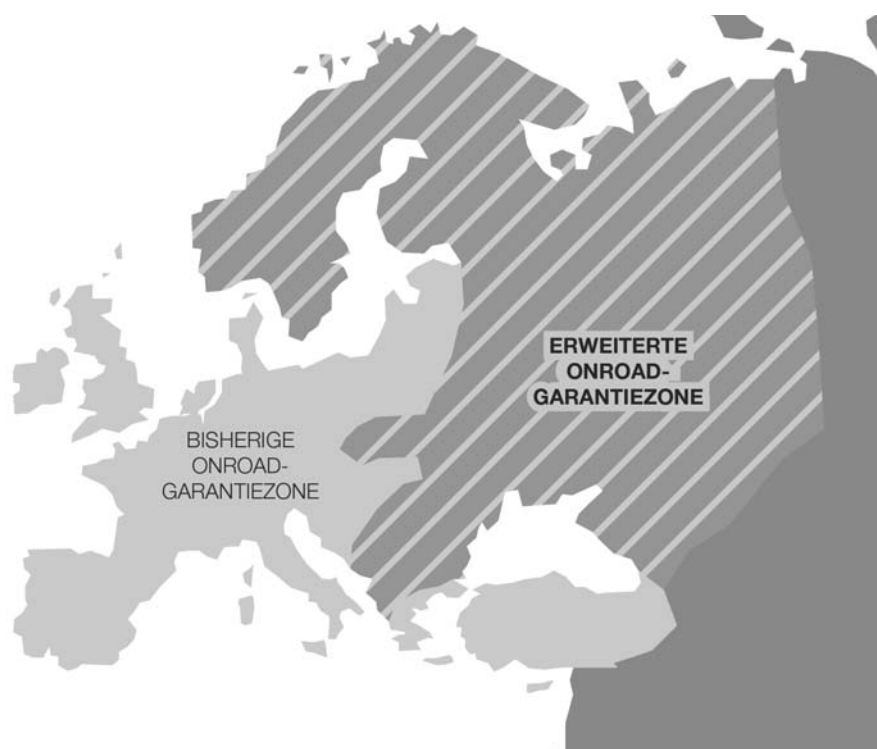 ERWEITERTE
ONROAD-
GARANTIEZONE
BISHERIGE
ONROAD-
GARANTIEZONE